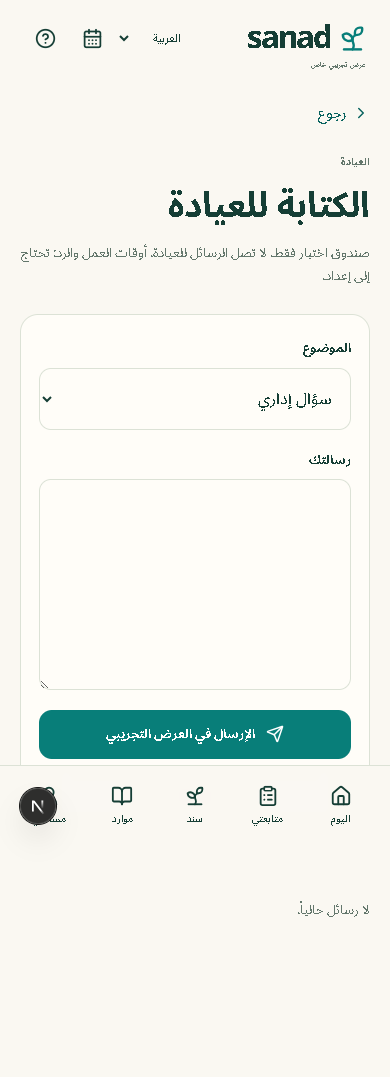 sanad
عرض تجريبي خاص
العربية
رجوع
العيادة
الكتابة للعيادة
صندوق اختبار فقط. لا تصل الرسائل للعيادة. أوقات العمل والرد تحتاج
إلى إعداد.
الموضوع
سؤال إداري
رسالتك
الإرسال في العرض التجريبي
اليوم
متابعتي
سند
موارد
N
لا رسائل حالياً.